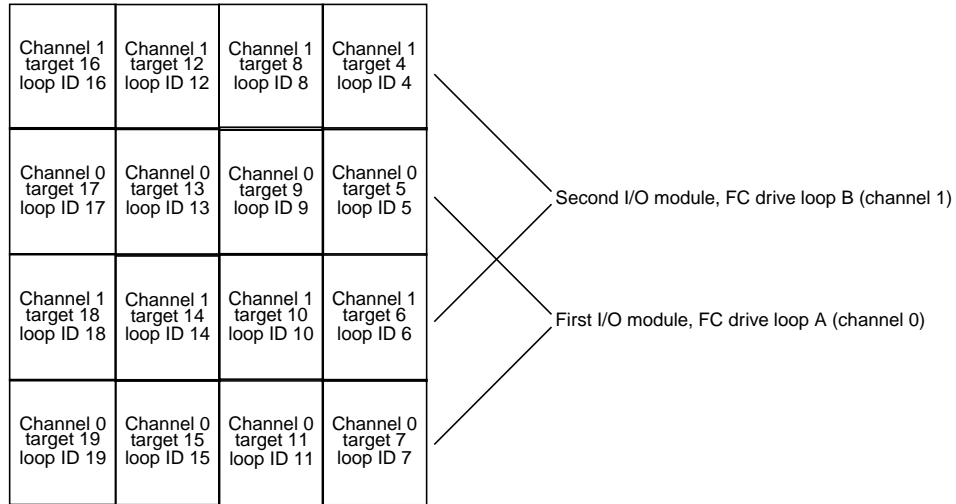 Channel 1
target 16
loop ID 16
Channel 1
target 12
loop ID 12
Channel 1
target 8
loop ID 8
Channel 1
target 4
loop ID 4
Channel 0
target 17
loop ID 17
Channel 0
target 13
loop ID 13
Channel 0
target 9
loop ID 9
Channel 0
target 5
loop ID 5
Second I/O module, FC drive loop B (channel 1)
Channel 1
target 18
loop ID 18
Channel 1
target 14
loop ID 14
Channel 1
target 10
loop ID 10
Channel 1
target 6
loop ID 6
First I/O module, FC drive loop A (channel 0)
Channel 0
target 19
loop ID 19
Channel 0
target 15
loop ID 15
Channel 0
target 11
loop ID 11
Channel 0
target 7
loop ID 7